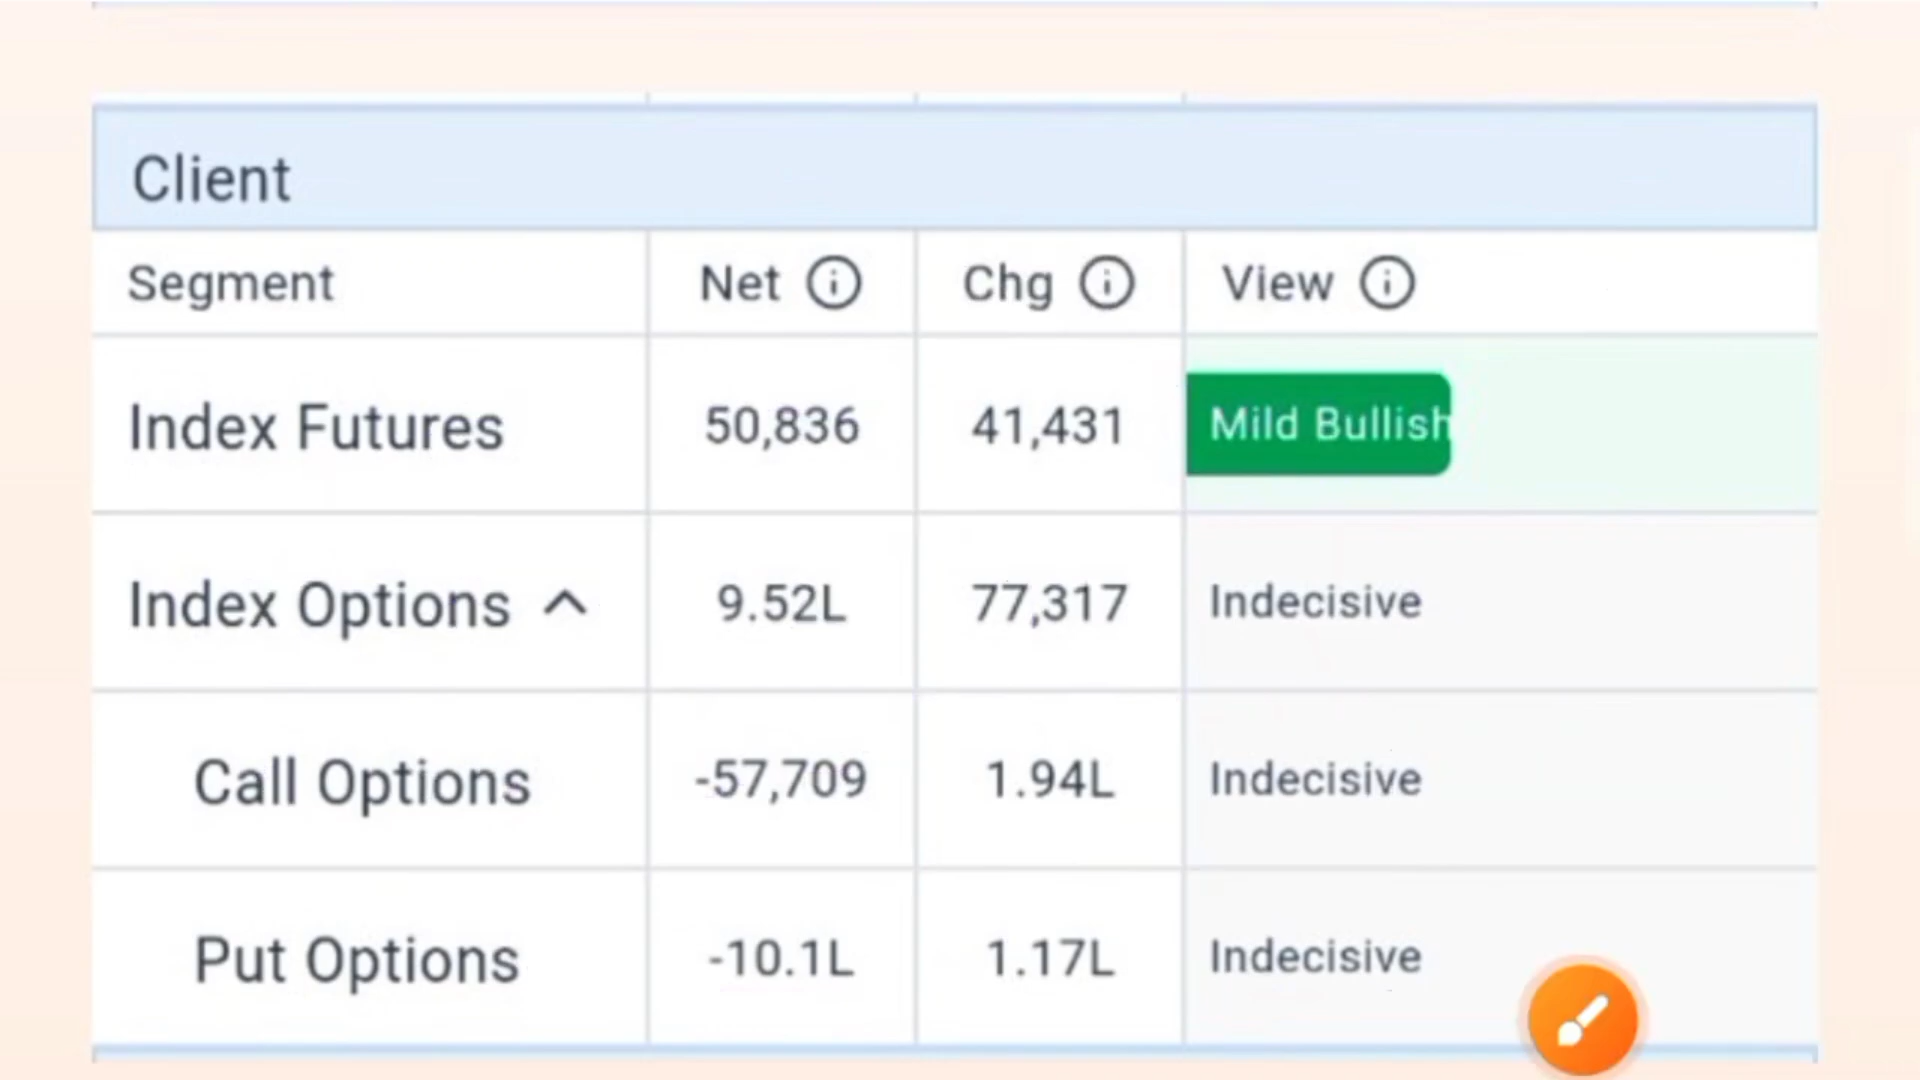 Client
Segment Net Chg View
Index Futures 50,836 41,431 Mild Bullish
Index Options 9.52L 77,317 Indecisive
Call Options -57,709 1.94L Indecisive
Put Options -10.1L 1.17L Indecisive